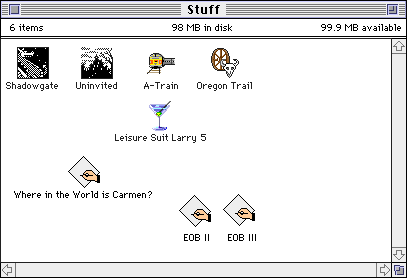 Stuff
6 items 98 MB in disk 99.9 MB available
Shadowgate Uninvited A-Train Oregon Trail
Leisure Suit Larry 5
Where in the World is Carmen?
EOB II EOB III